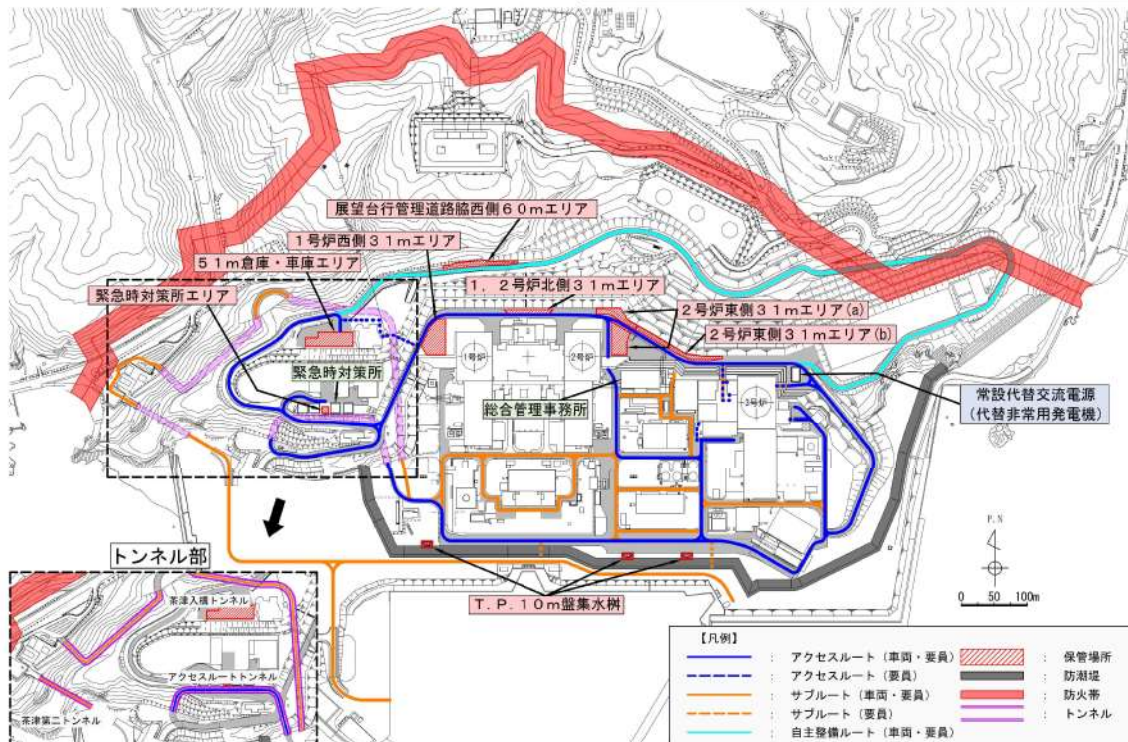 展望台行管理道路脇西側60mエリア
1号炉西側31mエリア
51m倉庫・車庫エリア
1,2号炉北側31mエリア
緊急時対策所エリア
2号炉東側31mエリア(a)
2号炉東側31mエリア(b)
1号炉
2号炉
3号炉
緊急時対策所
総合管理事務所
常設代替交流電源
(代替非常用発電機)
トンネル部
P.N
0 50 100m
T.P.10m盤集水桝
茶津入構トンネル
アクセスルートトンネル
茶津第二トンネル
【凡例】
: アクセスルート(車両・要員)
: アクセスルート(要員)
: サブルート(車両・要員)
: サブルート(要員)
: 自主整備ルート(車両・要員)
: 保管場所
: 防潮堤
: 防火帯
: トンネル